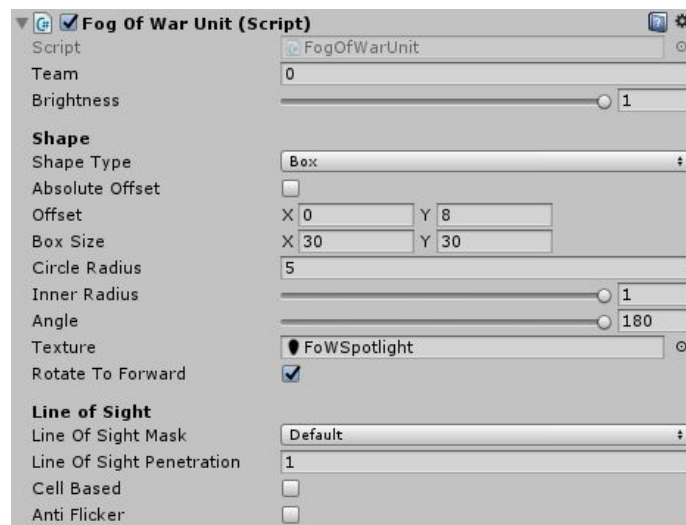 Fog Of War Unit (Script)
Script FogOfWarUnit
Team 0
Brightness 1
Shape
Shape Type Box
Absolute Offset
Offset X 0 Y 8
Box Size X 30 Y 30
Circle Radius 5
Inner Radius 1
Angle 180
Texture FoWSpotlight
Rotate To Forward
Line of Sight
Line Of Sight Mask Default
Line Of Sight Penetration 1
Cell Based
Anti Flicker